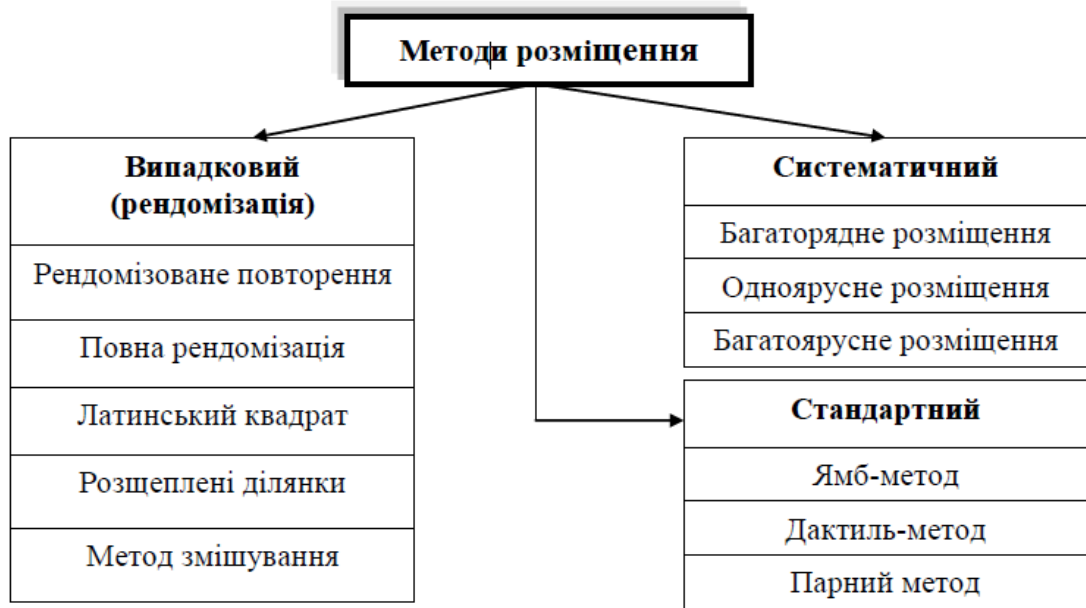 Методи розміщення
Випадковий
(рендомізація)
Рендомізоване повторення
Повна рендомізація
Латинський квадрат
Розщеплені ділянки
Метод змішування
Систематичний
Багаторядне розміщення
Одноярусне розміщення
Багатоярусне розміщення
Стандартний
Ямб-метод
Дактиль-метод
Парний метод